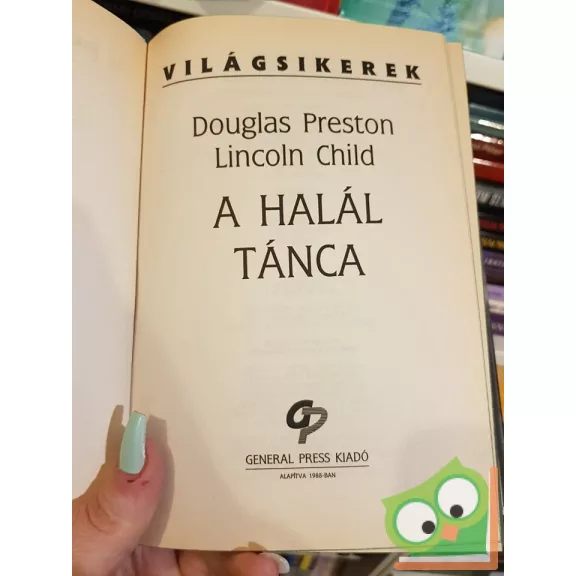 VILÁGSIKEREK
Douglas Preston
Lincoln Child
A HALÁL
TÁNCA
GP
GENERAL PRESS KIADÓ
ALAPÍTVA 1988-BAN